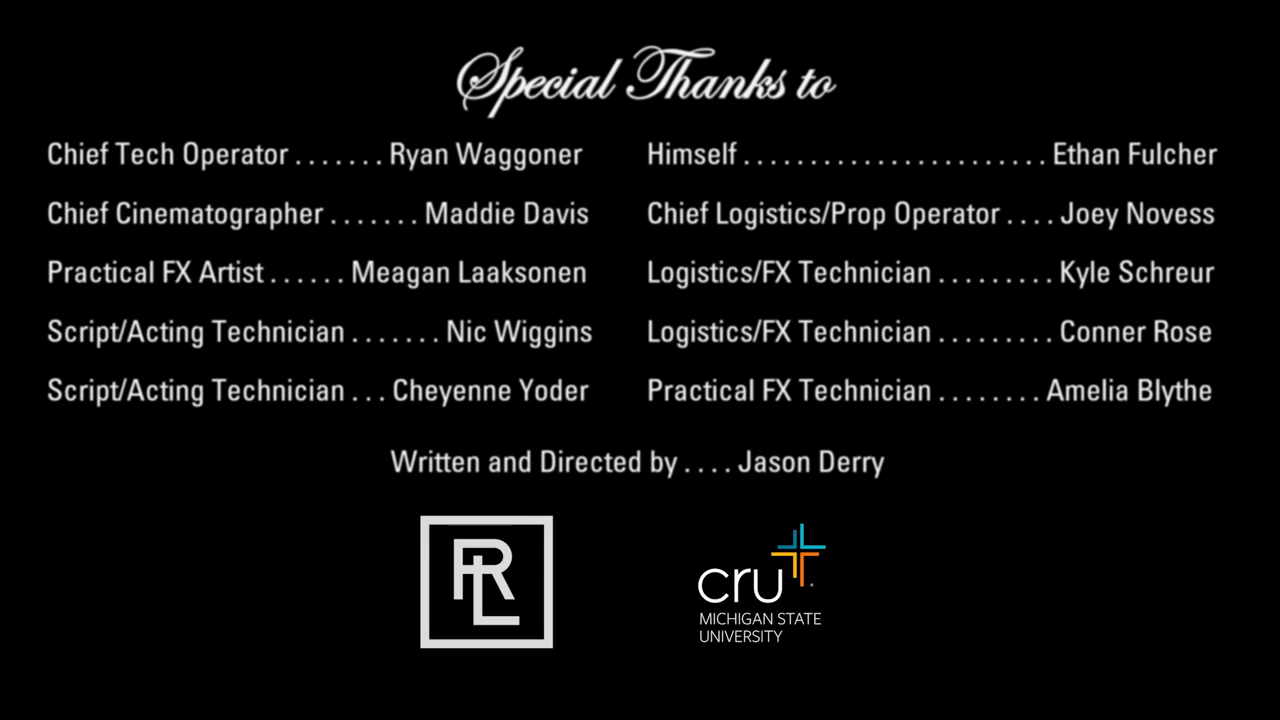 Special Thanks to
Chief Tech Operator . . . . . . . Ryan Waggoner
Chief Cinematographer . . . . . . . Maddie Davis
Practical FX Artist . . . . . . Meagan Laaksonen
Script/Acting Technician . . . . . . . Nic Wiggins
Script/Acting Technician . . . Cheyenne Yoder
Himself . . . . . . . . . . . . . . . . . . . . . . . Ethan Fulcher
Chief Logistics/Prop Operator . . . . Joey Novess
Logistics/FX Technician . . . . . . . . . Kyle Schreur
Logistics/FX Technician . . . . . . . . . Conner Rose
Practical FX Technician . . . . . . . . Amelia Blythe
Written and Directed by . . . . Jason Derry
RL
cru
MICHIGAN STATE
UNIVERSITY